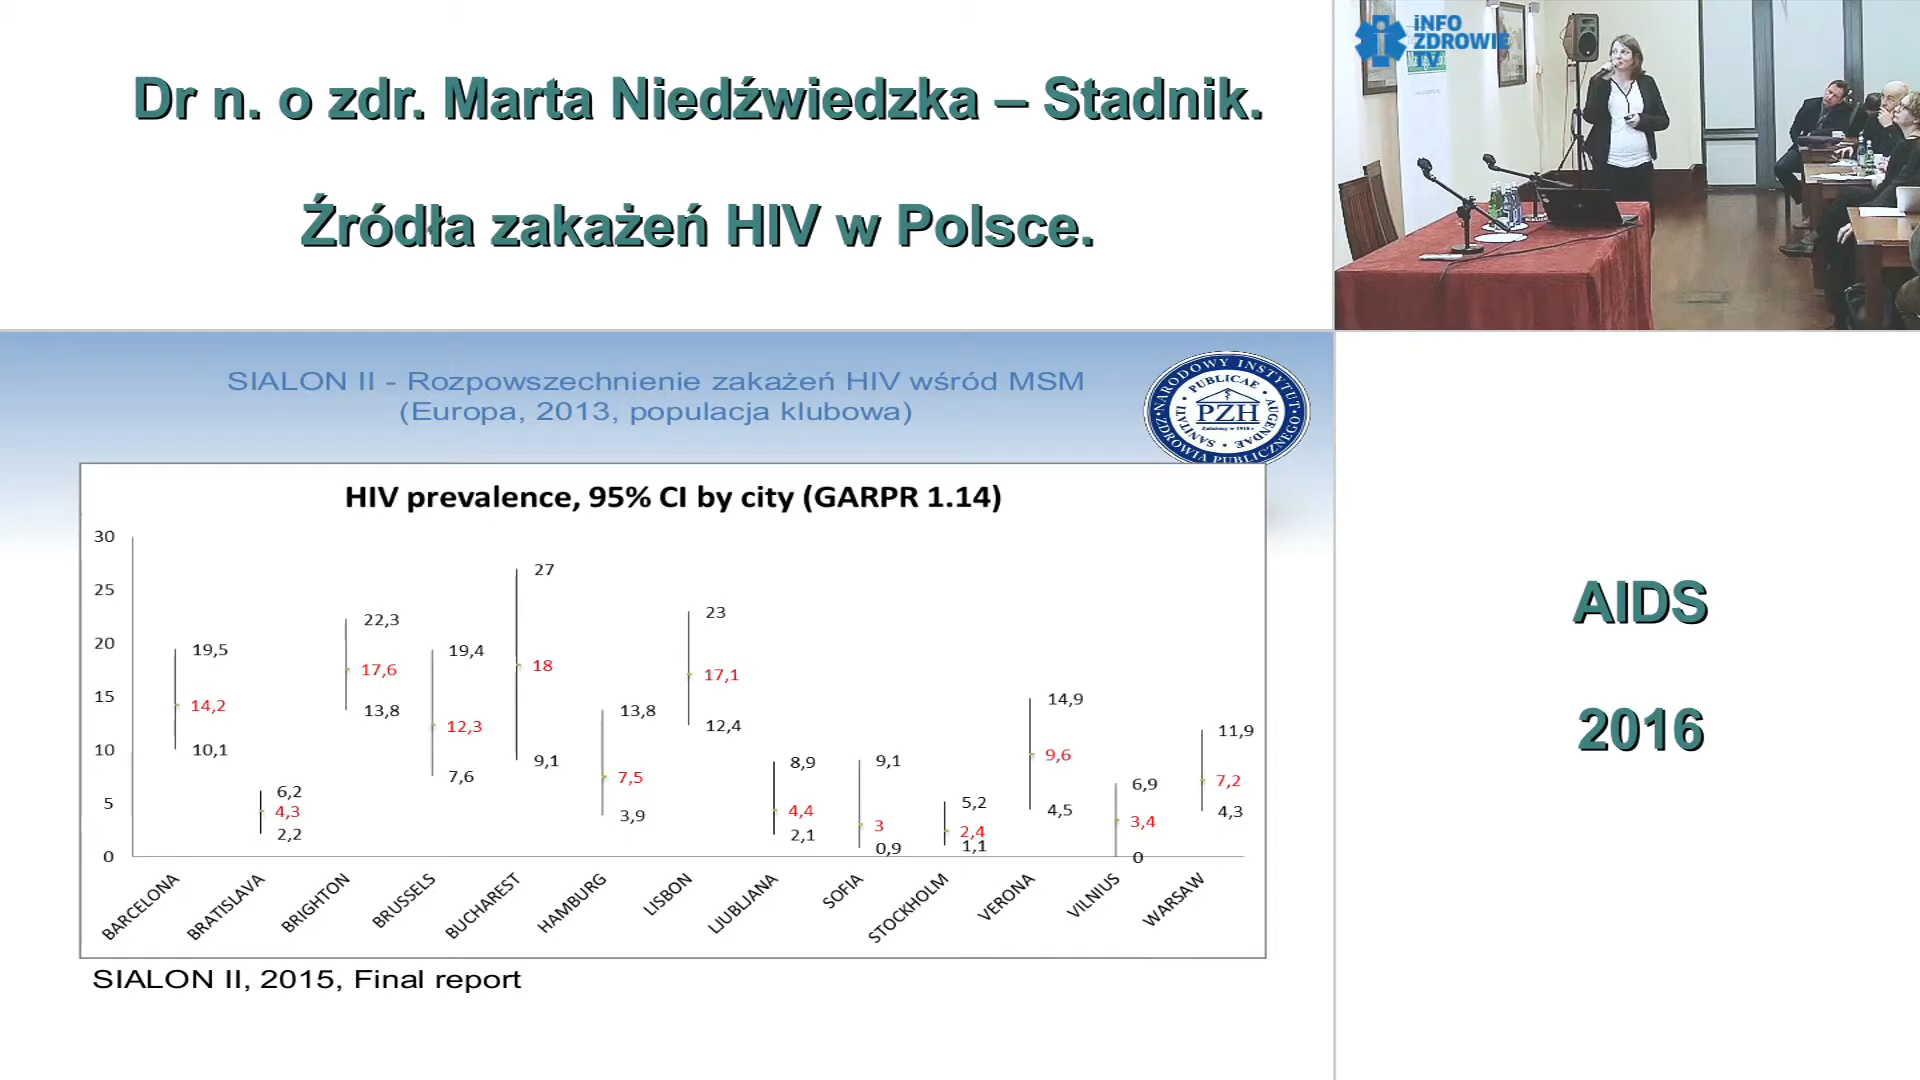 Dr n. o zdr. Marta Niedźwiedzka – Stadnik.
Źródła zakażeń HIV w Polsce.
iNFO
ZDROWIE
TV
SIALON II - Rozpowszechnienie zakażeń HIV wśród MSM
(Europa, 2013, populacja klubowa)
NARODOWY INSTYTUT
ZDROWIA PUBLICZNEGO
PUBLICAE
SANITATI
AUGENDAE
PZH
HIV prevalence, 95% CI by city (GARPR 1.14)
30
25
20
15
10
5
0
19,5
14,2
10,1
6,2
4,3
2,2
22,3
17,6
13,8
19,4
12,3
7,6
27
18
9,1
13,8
7,5
3,9
23
17,1
12,4
8,9
4,4
2,1
9,1
3
0,9
5,2
2,4
1,1
14,9
9,6
4,5
6,9
3,4
0
11,9
7,2
4,3
BARCELONA
BRATISLAVA
BRIGHTON
BRUSSELS
BUCHAREST
HAMBURG
LISBON
LJUBLJANA
SOFIA
STOCKHOLM
VERONA
VILNIUS
WARSAW
SIALON II, 2015, Final report
AIDS
2016